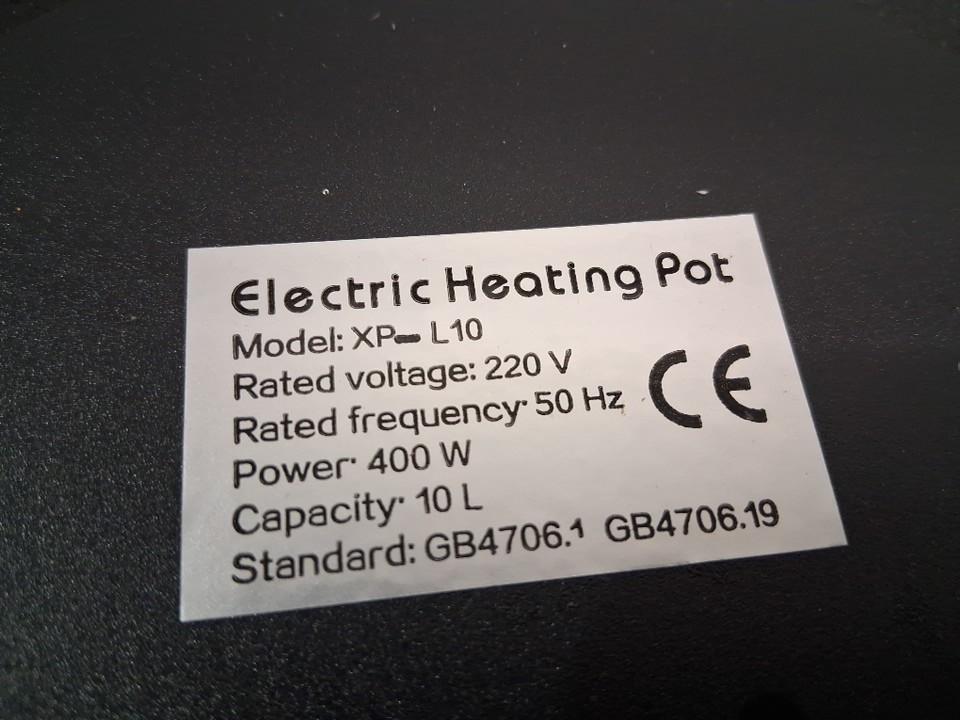 Electric Heating Pot
Model: XP- L10
Rated voltage: 220 V
Rated frequency: 50 Hz
CE
Power: 400 W
Capacity: 10 L
Standard: GB4706.1 GB4706.19